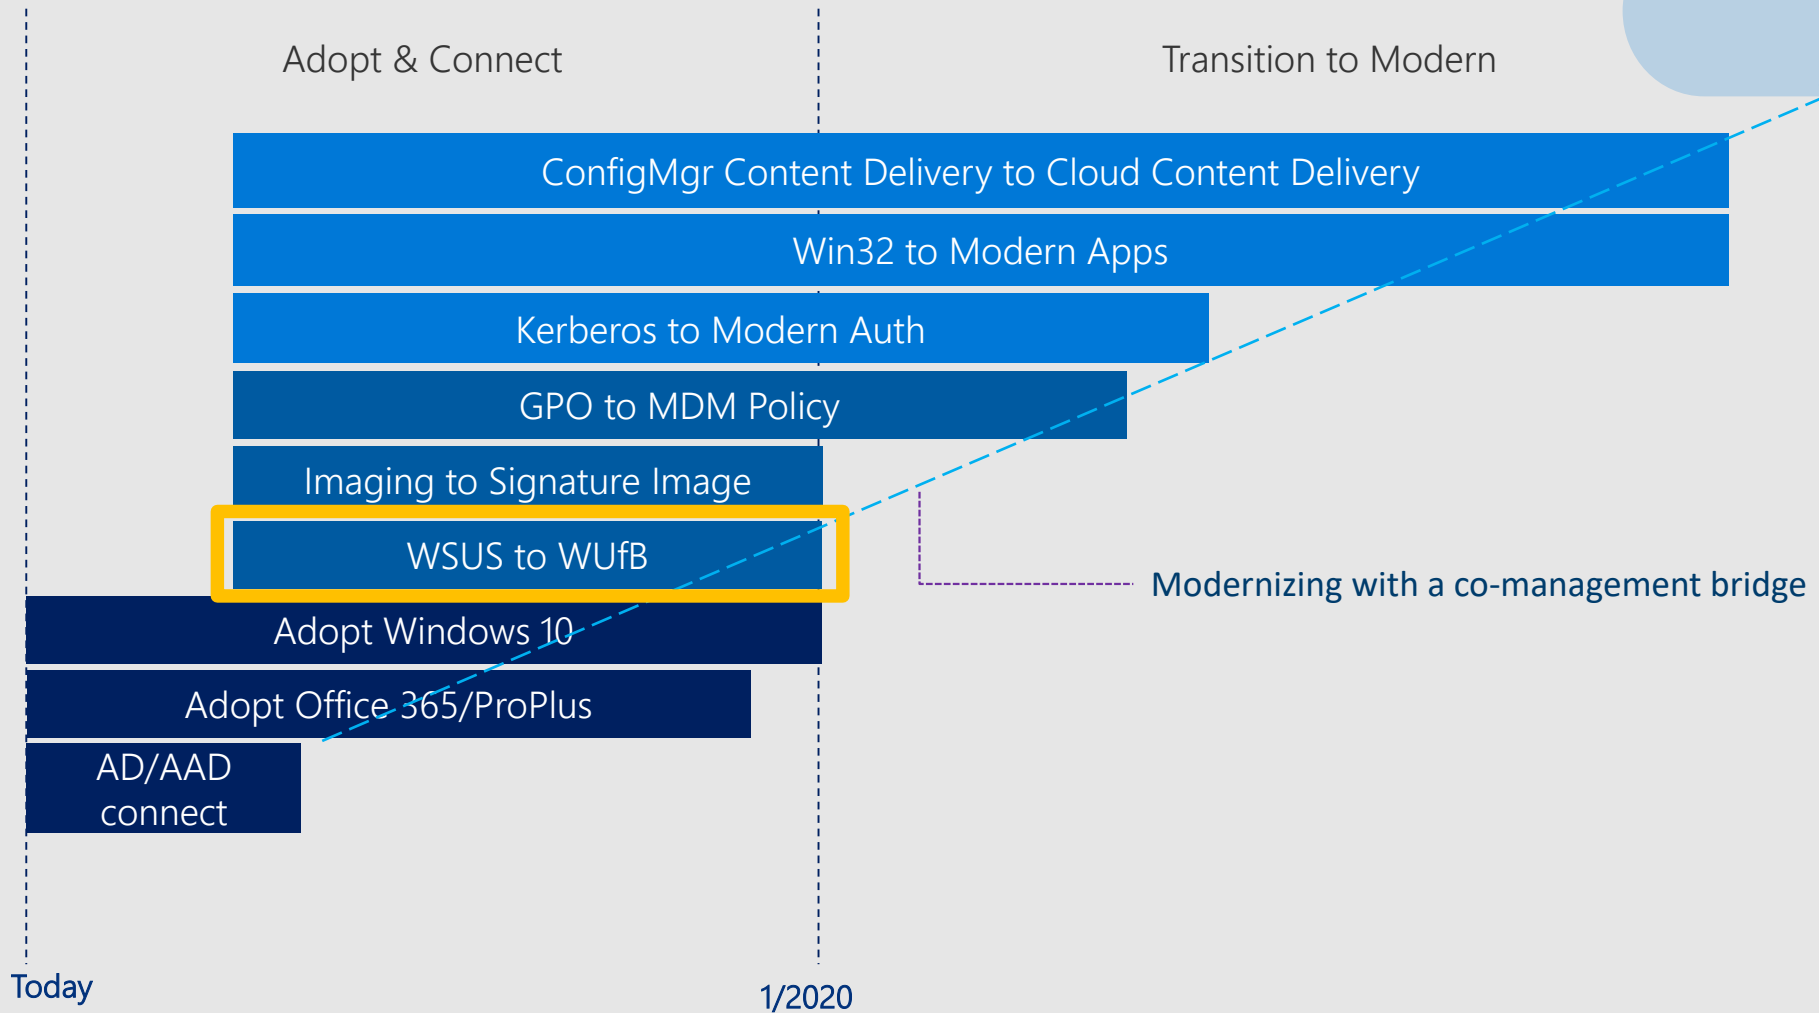 Adopt & Connect
Transition to Modern
ConfigMgr Content Delivery to Cloud Content Delivery
Win32 to Modern Apps
Kerberos to Modern Auth
GPO to MDM Policy
Imaging to Signature Image
WSUS to WUfB
Modernizing with a co-management bridge
Adopt Windows 10
Adopt Office 365/ProPlus
AD/AAD
connect
Today
1/2020